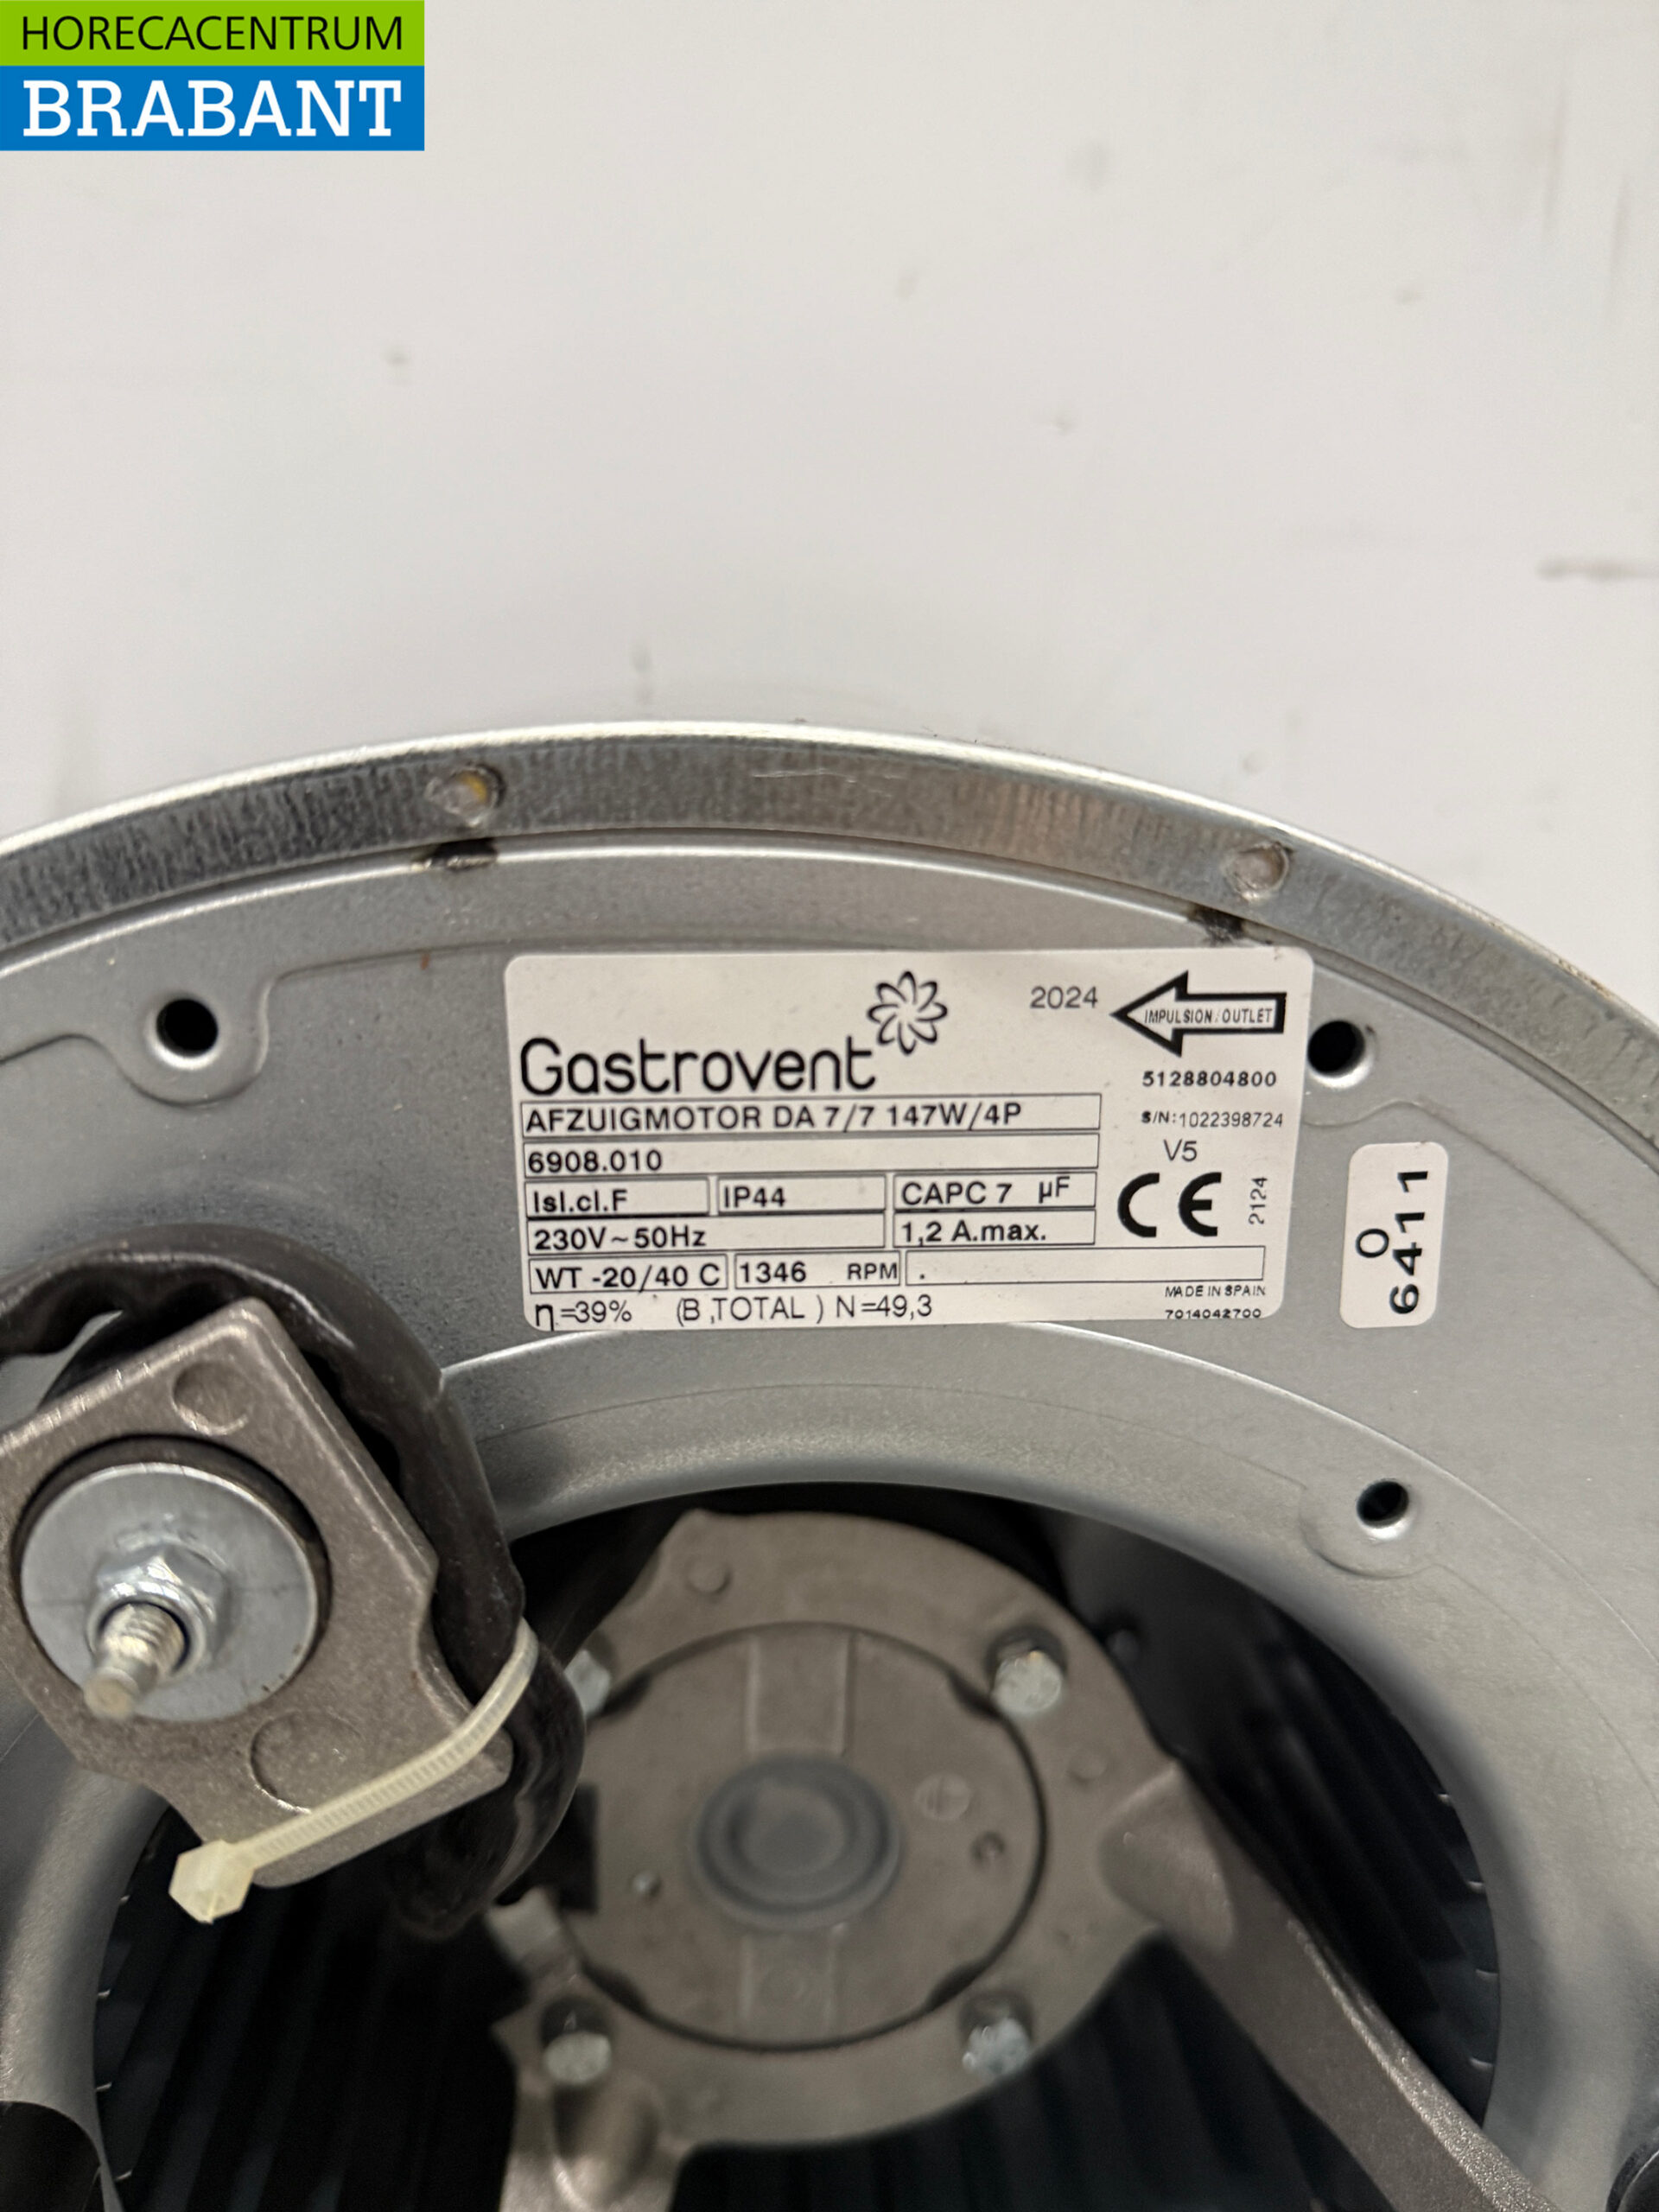 HORECACENTRUM
BRABANT
Gastrovent
2024
IMPULSION/OUTLET
5128804800
AFZUIGMOTOR DA 7/7 147W/4P
S/N:1022398724
6908.010
V5
Isl.cl.F IP44 CAPC 7 µF
CE 2124
230V~50Hz 1,2 A.max.
WT -20/40 C 1346 RPM .
MADE IN SPAIN
η=39% (B,TOTAL) N=49,3
7014042700
0
6411